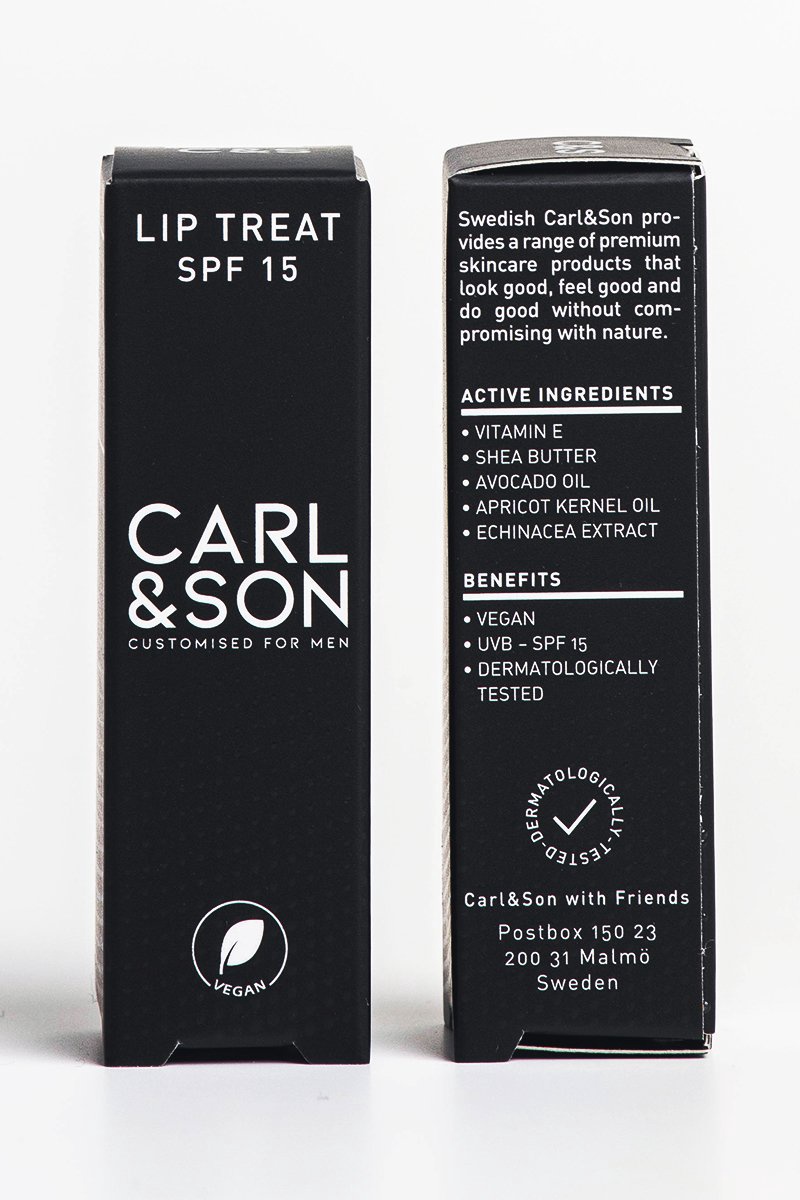 C&S
LIP TREAT
SPF 15
CARL
&SON
CUSTOMISED FOR MEN
VEGAN
Swedish Carl&Son pro-
vides a range of premium
skincare products that
look good, feel good and
do good without com-
promising with nature.
ACTIVE INGREDIENTS
• VITAMIN E
• SHEA BUTTER
• AVOCADO OIL
• APRICOT KERNEL OIL
• ECHINACEA EXTRACT
BENEFITS
• VEGAN
• UVB – SPF 15
• DERMATOLOGICALLY
TESTED
DERMATOLOGICALLY-TESTED-
Carl&Son with Friends
Postbox 150 23
200 31 Malmö
Sweden